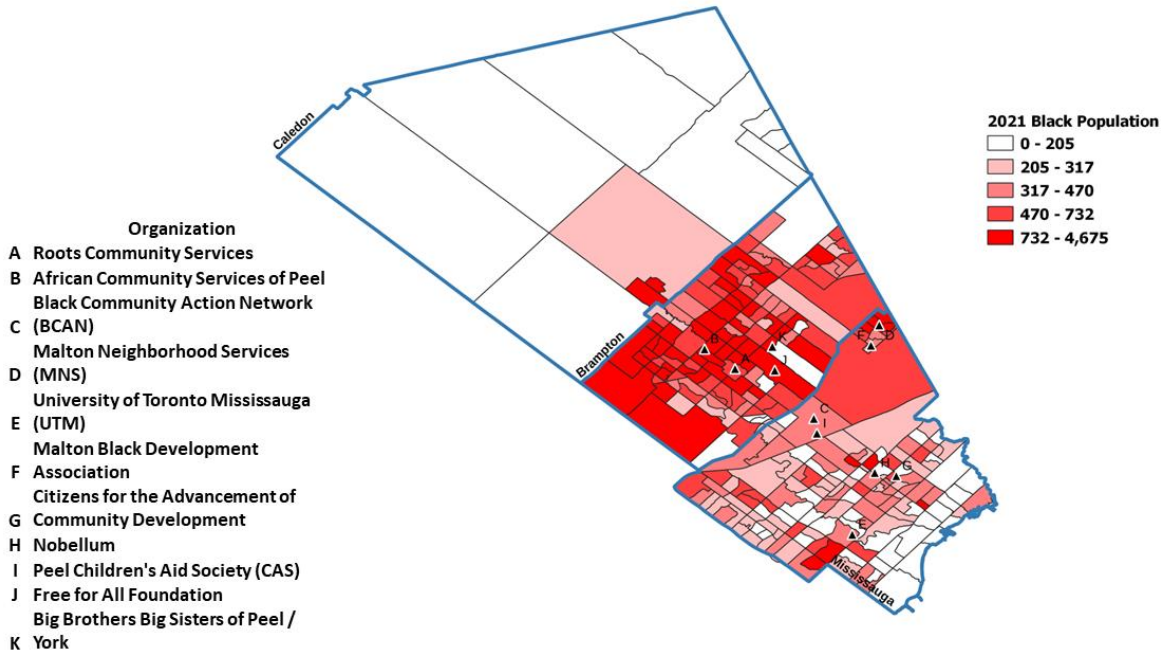 Organization
A Roots Community Services
B African Community Services of Peel
Black Community Action Network
C (BCAN)
Malton Neighborhood Services
D (MNS)
University of Toronto Mississauga
E (UTM)
Malton Black Development
F Association
Citizens for the Advancement of
G Community Development
H Nobellum
I Peel Children's Aid Society (CAS)
J Free for All Foundation
Big Brothers Big Sisters of Peel /
K York
Caledon
Brampton
Mississauga
B
A
K
J
F
D
C
I
H
G
E
2021 Black Population
0 - 205
205 - 317
317 - 470
470 - 732
732 - 4,675